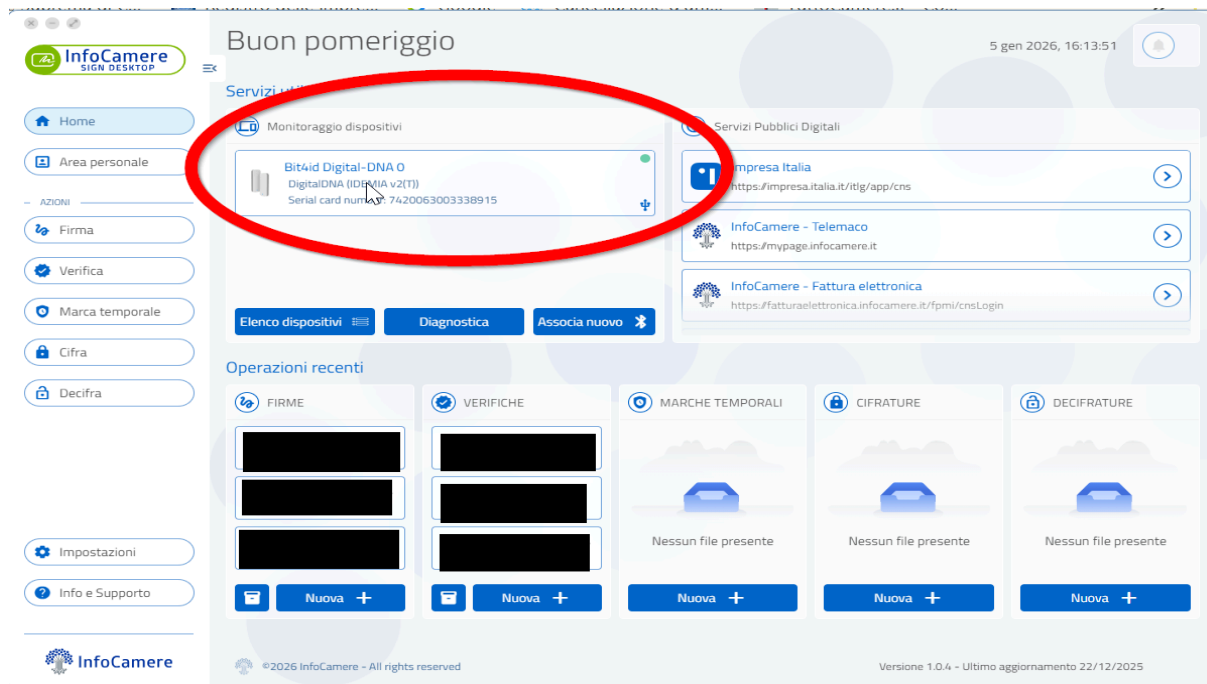 InfoCamere
SIGN DESKTOP
Home
Area personale
AZIONI
Firma
Verifica
Marca temporale
Cifra
Decifra
Impostazioni
Info e Supporto
InfoCamere
Buon pomeriggio
5 gen 2026, 16:13:51
Servizi
Monitoraggio dispositivi
Bit4id Digital-DNA 0
DigitalDNA (IDEMIA v2(T))
Serial card number: 7420063003338915
Elenco dispositivi
Diagnostica
Associa nuovo
Servizi Pubblici Digitali
Impresa Italia
https://impresa.italia.it/itlg/app/cns
InfoCamere - Telemaco
https://mypage.infocamere.it
InfoCamere - Fattura elettronica
https://fatturaelettronica.infocamere.it/fpmi/cnsLogin
Operazioni recenti
FIRME
Nuova
VERIFICHE
Nuova
MARCHE TEMPORALI
Nessun file presente
Nuova
CIFRATURE
Nessun file presente
Nuova
DECIFRATURE
Nessun file presente
Nuova
©2026 InfoCamere - All rights reserved
Versione 1.0.4 - Ultimo aggiornamento 22/12/2025